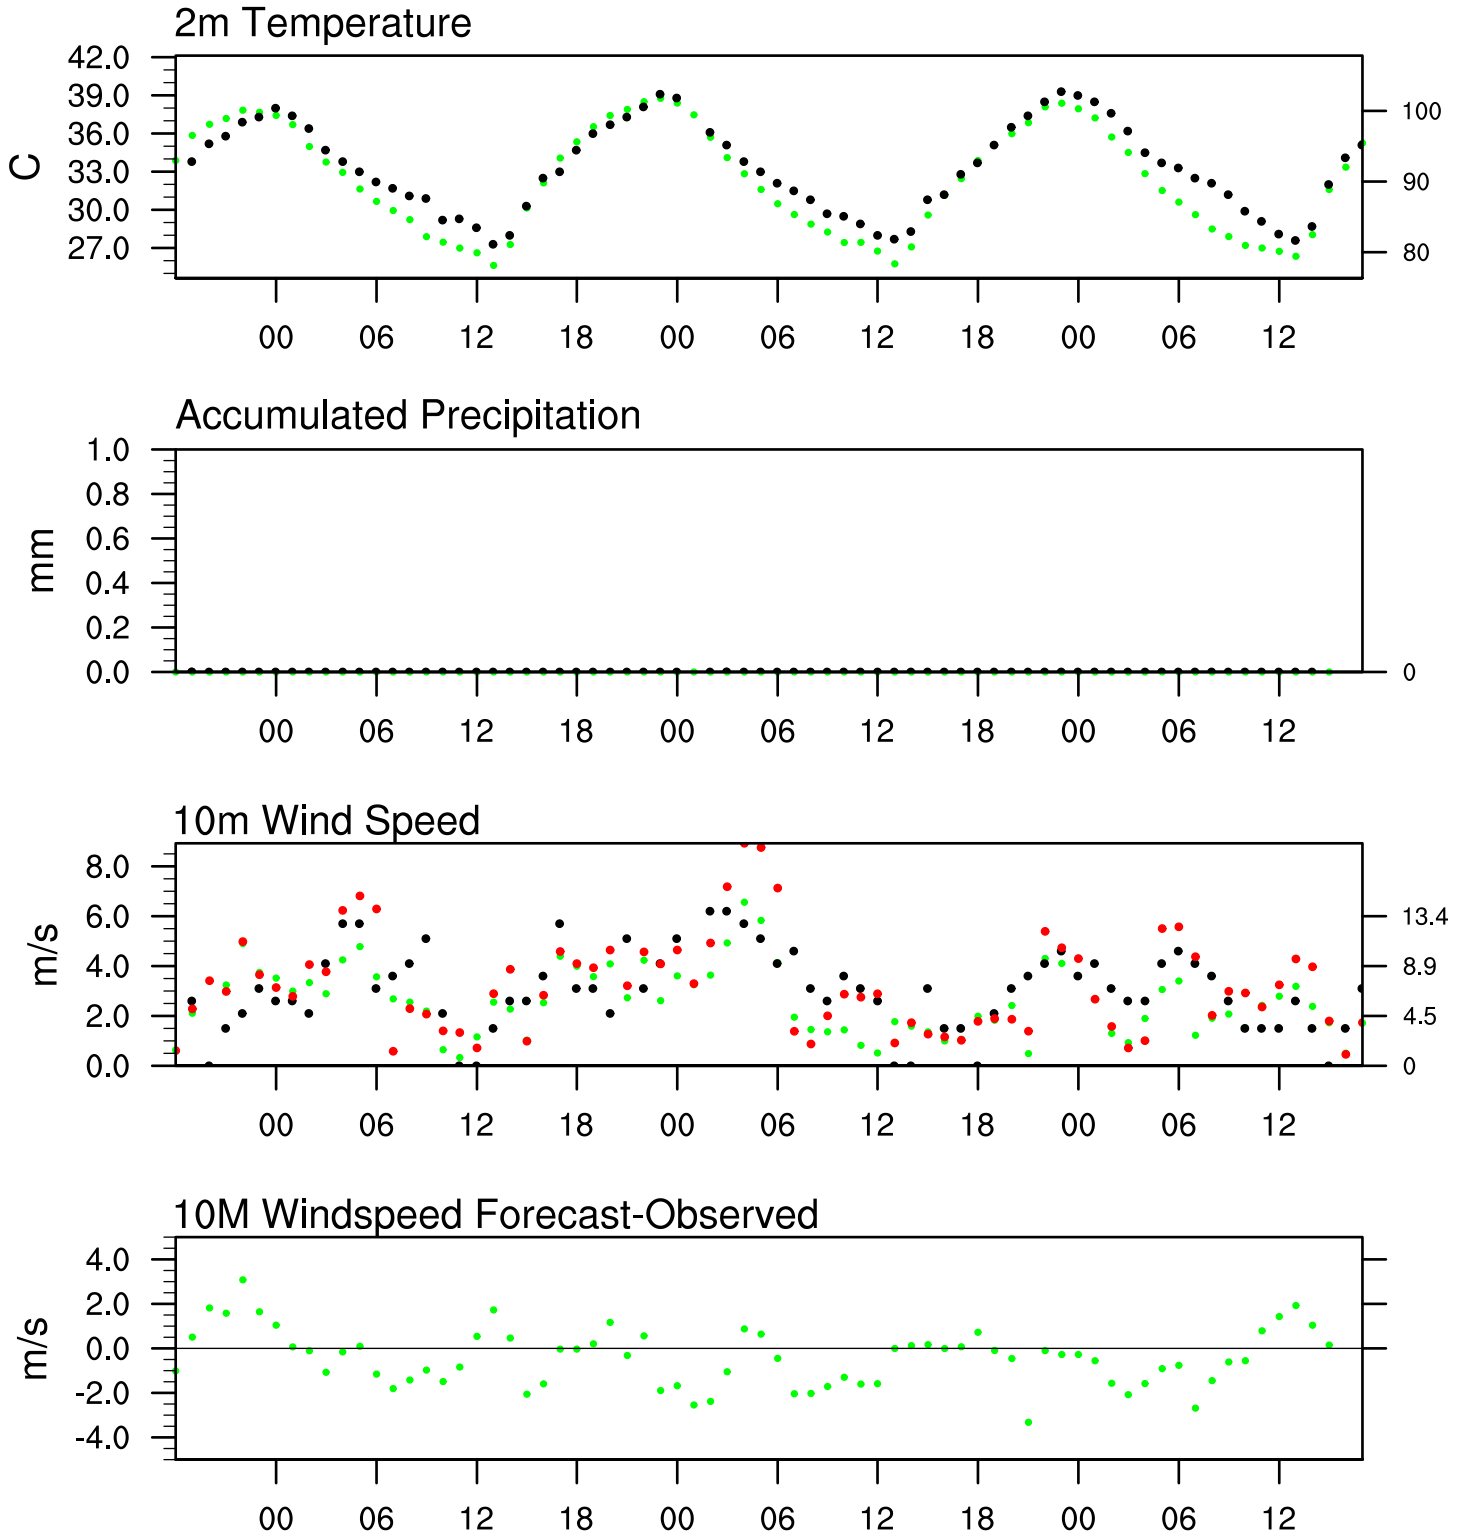 2m Temperature
42.0
39.0
36.0
33.0
30.0
27.0
C
100
90
80
00 06 12 18 00 06 12 18 00 06 12
Accumulated Precipitation
1.0
0.8
0.6
0.4
0.2
0.0
mm
0
00 06 12 18 00 06 12 18 00 06 12
10m Wind Speed
8.0
6.0
4.0
2.0
0.0
m/s
13.4
8.9
4.5
0
00 06 12 18 00 06 12 18 00 06 12
10M Windspeed Forecast-Observed
4.0
2.0
0.0
-2.0
-4.0
m/s
00 06 12 18 00 06 12 18 00 06 12